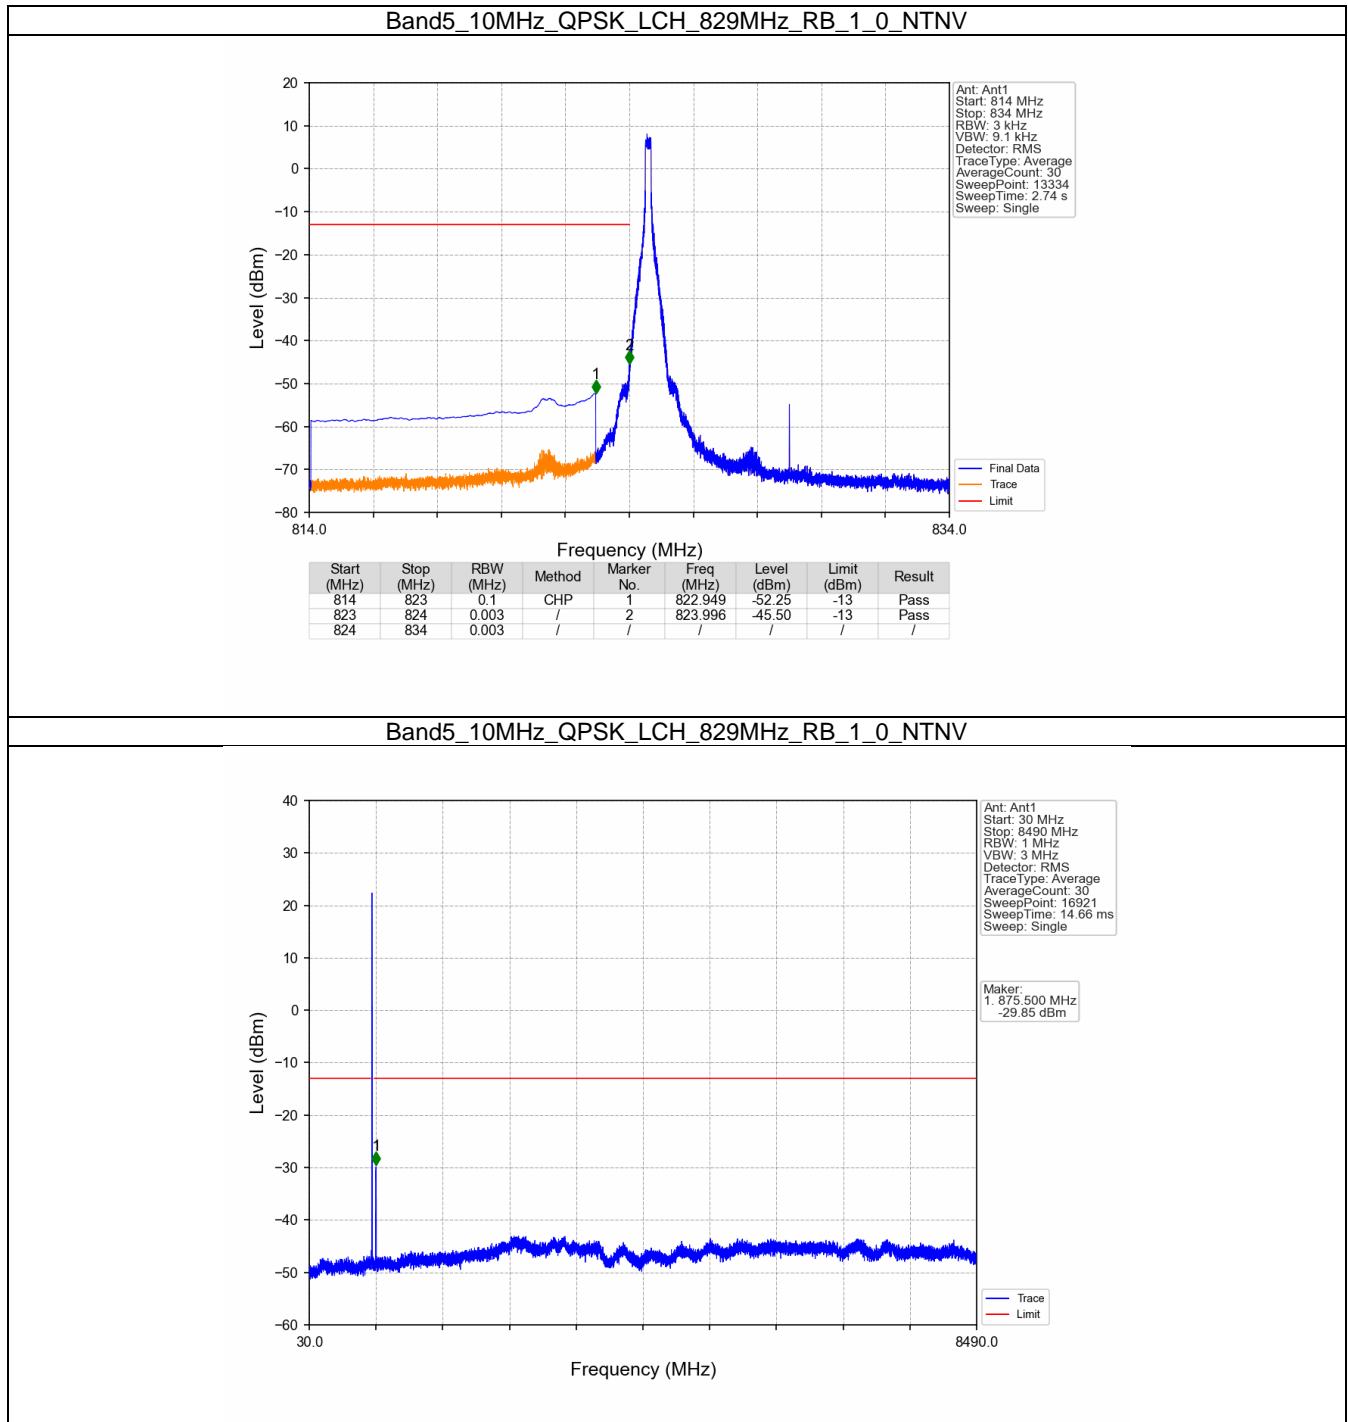 Band5_10MHz_QPSK_LCH_829MHz_RB_1_0_NTNV
20
10
0
−10
−20
−30
−40
−50
−60
−70
−80
Level (dBm)
1
2
814.0
834.0
Frequency (MHz)
Ant: Ant1
Start: 814 MHz
Stop: 834 MHz
RBW: 3 kHz
VBW: 9.1 kHz
Detector: RMS
TraceType: Average
AverageCount: 30
SweepPoint: 13334
SweepTime: 2.74 s
Sweep: Single
Final Data
Trace
Limit
Start (MHz) Stop (MHz) RBW (MHz) Method Marker No. Freq (MHz) Level (dBm) Limit (dBm) Result
814 823 0.1 CHP 1 822.949 -52.25 -13 Pass
823 824 0.003 / 2 823.996 -45.50 -13 Pass
824 834 0.003 / / / / / /
Band5_10MHz_QPSK_LCH_829MHz_RB_1_0_NTNV
40
30
20
10
0
−10
−20
−30
−40
−50
−60
Level (dBm)
1
30.0
8490.0
Frequency (MHz)
Ant: Ant1
Start: 30 MHz
Stop: 8490 MHz
RBW: 1 MHz
VBW: 3 MHz
Detector: RMS
TraceType: Average
AverageCount: 30
SweepPoint: 16921
SweepTime: 14.66 ms
Sweep: Single
Maker:
1. 875.500 MHz
-29.85 dBm
Trace
Limit